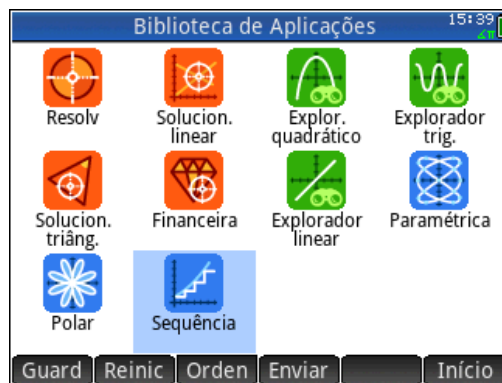 Biblioteca de Aplicações 15:39
∡π
Resolv
Solucion.
linear
Explor.
quadrático
Explorador
trig.
Solucion.
triâng.
Financeira
Explorador
linear
Paramétrica
Polar
Sequência
Guard Reinic Orden Enviar Início